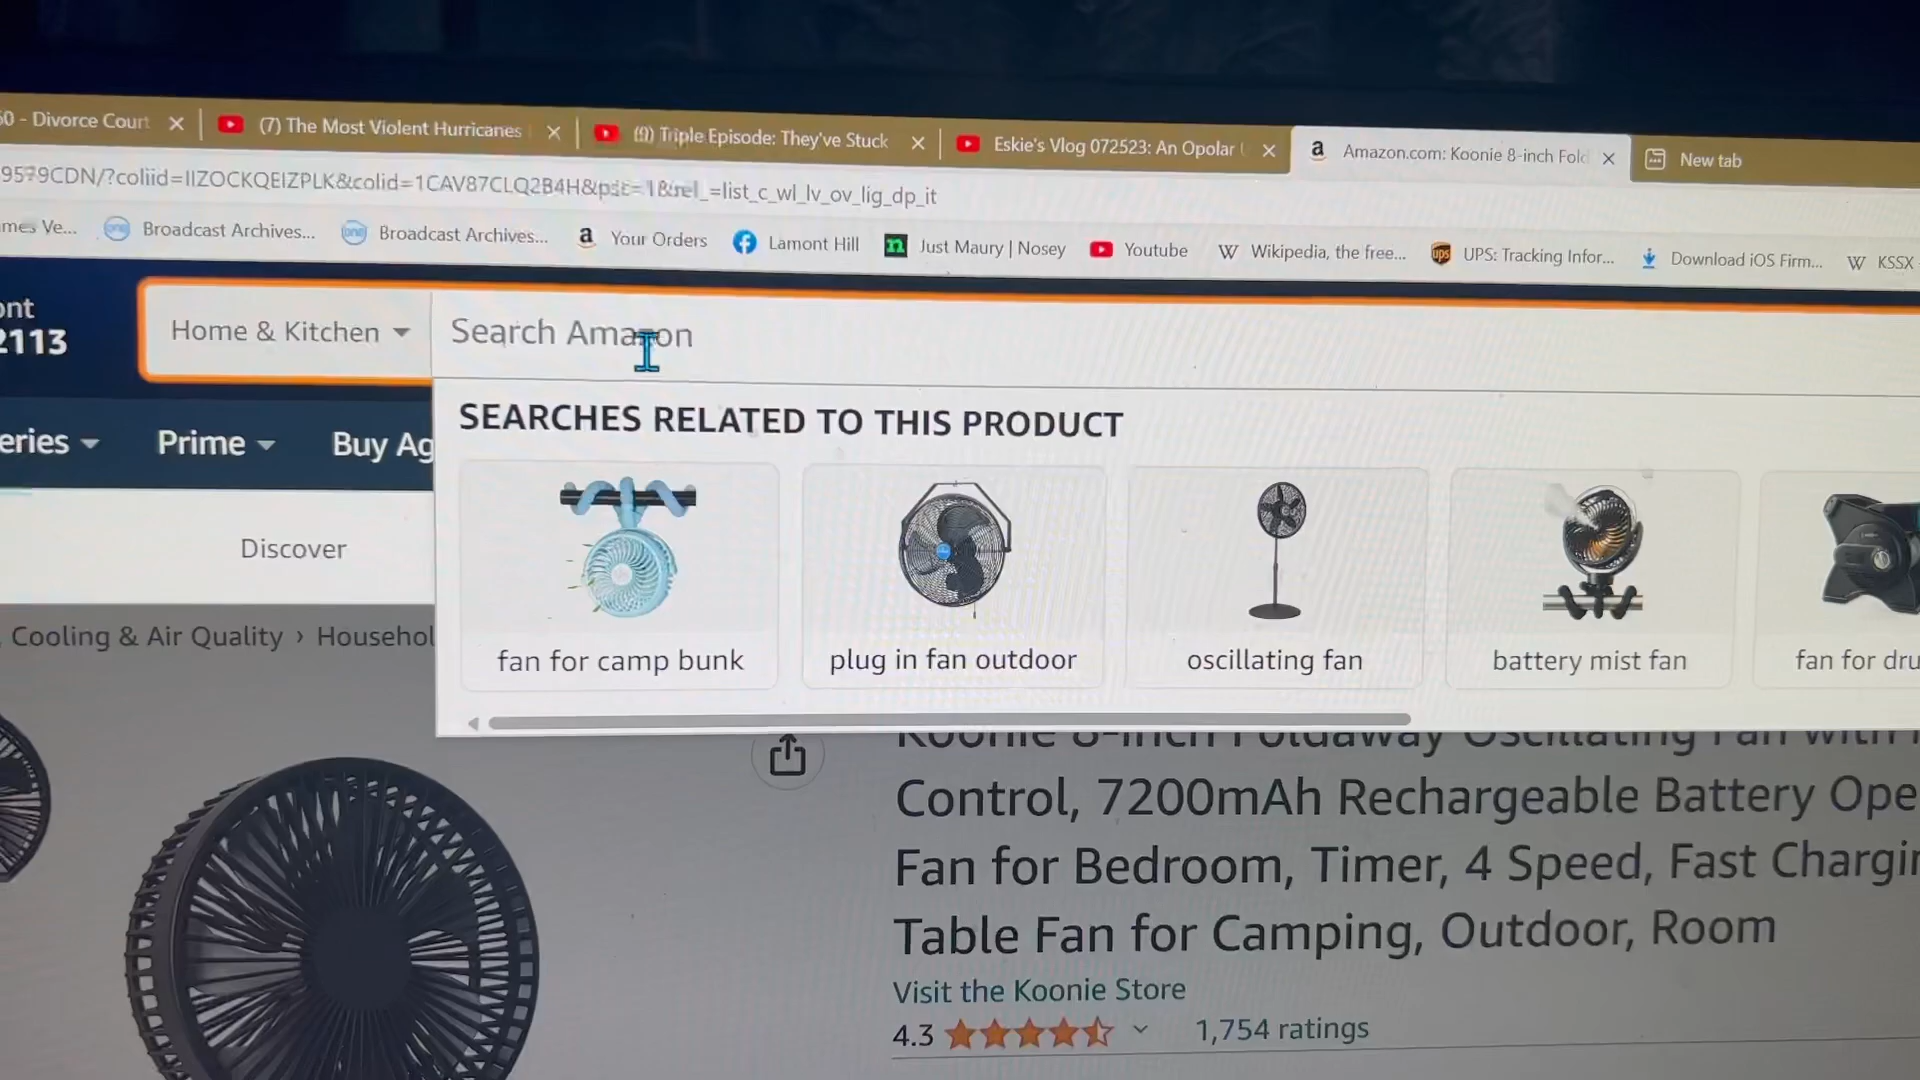 60 - Divorce Court
(7) The Most Violent Hurricanes
Triple Episode: They've Stuck
Eskie's Vlog 072523: An Opolar
Amazon.com: Koonie 8-inch Fold
New tab
9579CDN/?coliid=IIZOCKQEIZPLK&colid=1CAV87CLQ2B4H&psc=1&rel_=list_c_wl_lv_ov_lig_dp_it
mes Ve...
Broadcast Archives...
Broadcast Archives...
Your Orders
Lamont Hill
Just Maury | Nosey
Youtube
Wikipedia, the free...
UPS: Tracking Infor...
Download iOS Firm...
KSSX
ont
2113
Home & Kitchen
Search Amazon
eries
Prime
Buy Ag
SEARCHES RELATED TO THIS PRODUCT
fan for camp bunk
plug in fan outdoor
oscillating fan
battery mist fan
fan for dru
Discover
Cooling & Air Quality › Househol
Koonie 8-inch Foldaway Oscillating Fan with
Control, 7200mAh Rechargeable Battery Ope
Fan for Bedroom, Timer, 4 Speed, Fast Chargin
Table Fan for Camping, Outdoor, Room
Visit the Koonie Store
4.3
1,754 ratings